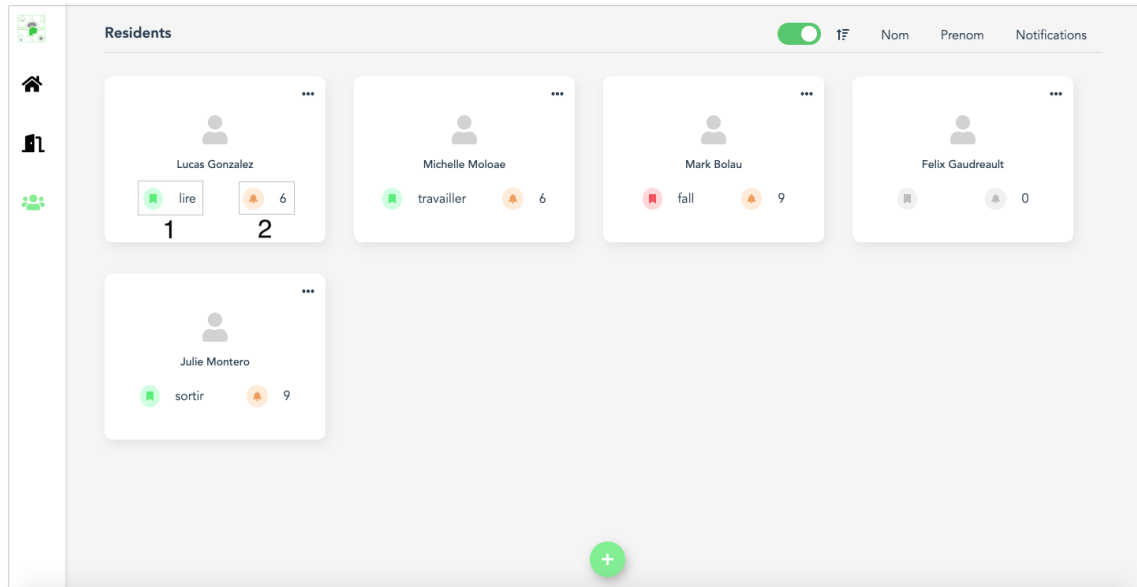 Residents
Nom Prenom Notifications
Lucas Gonzalez
lire 6
1 2
Michelle Moloae
travailler 6
Mark Bolau
fall 9
Felix Gaudreault
0
Julie Montero
sortir 9